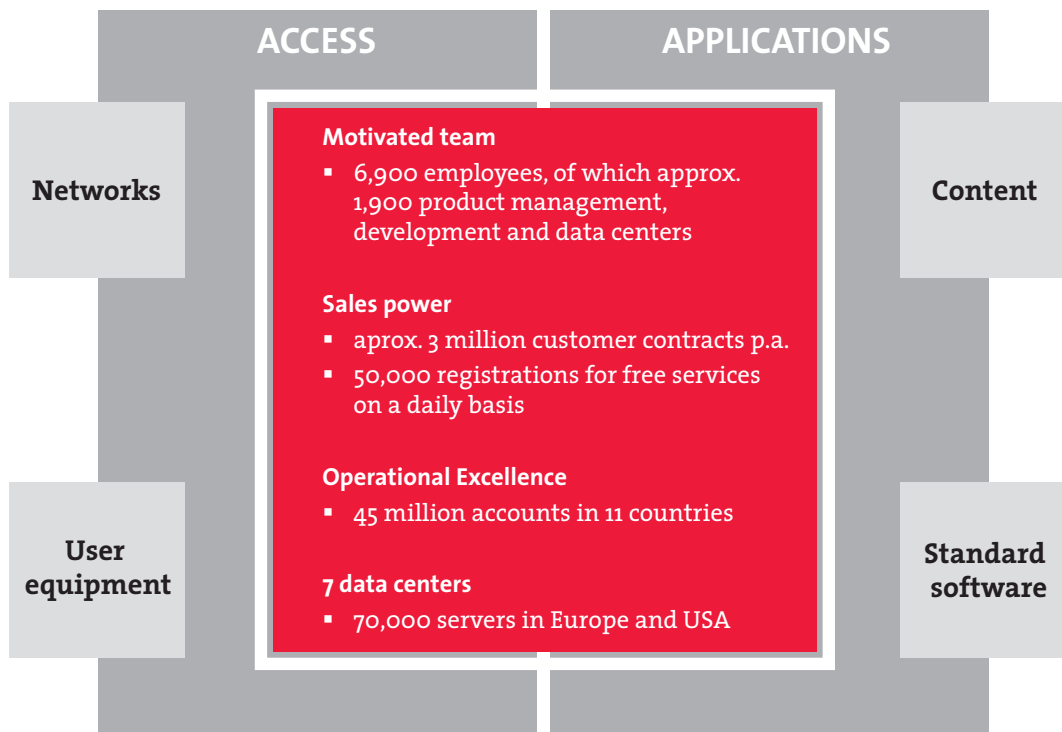 ACCESS
APPLICATIONS
Networks
User
equipment
Motivated team
▪ 6,900 employees, of which approx.
1,900 product management,
development and data centers
Sales power
▪ aprox. 3 million customer contracts p.a.
▪ 50,000 registrations for free services
on a daily basis
Operational Excellence
▪ 45 million accounts in 11 countries
7 data centers
▪ 70,000 servers in Europe and USA
Content
Standard
software